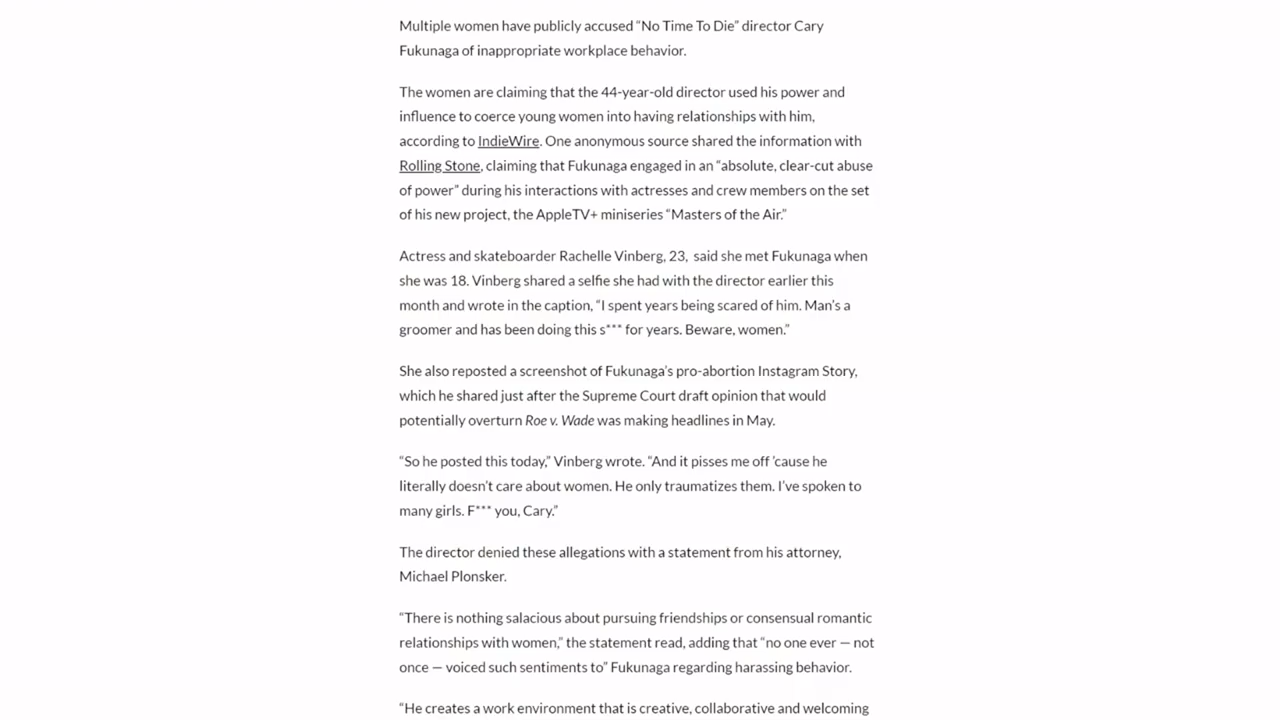 Multiple women have publicly accused “No Time To Die” director Cary
Fukunaga of inappropriate workplace behavior.
The women are claiming that the 44-year-old director used his power and
influence to coerce young women into having relationships with him,
according to IndieWire. One anonymous source shared the information with
Rolling Stone, claiming that Fukunaga engaged in an “absolute, clear-cut abuse
of power” during his interactions with actresses and crew members on the set
of his new project, the AppleTV+ miniseries “Masters of the Air.”
Actress and skateboarder Rachelle Vinberg, 23,  said she met Fukunaga when
she was 18. Vinberg shared a selfie she had with the director earlier this
month and wrote in the caption, “I spent years being scared of him. Man’s a
groomer and has been doing this s*** for years. Beware, women.”
She also reposted a screenshot of Fukunaga’s pro-abortion Instagram Story,
which he shared just after the Supreme Court draft opinion that would
potentially overturn Roe v. Wade was making headlines in May.
“So he posted this today,” Vinberg wrote. “And it pisses me off ’cause he
literally doesn’t care about women. He only traumatizes them. I’ve spoken to
many girls. F*** you, Cary.”
The director denied these allegations with a statement from his attorney,
Michael Plonsker.
“There is nothing salacious about pursuing friendships or consensual romantic
relationships with women,” the statement read, adding that “no one ever — not
once — voiced such sentiments to” Fukunaga regarding harassing behavior.
“He creates a work environment that is creative, collaborative and welcoming